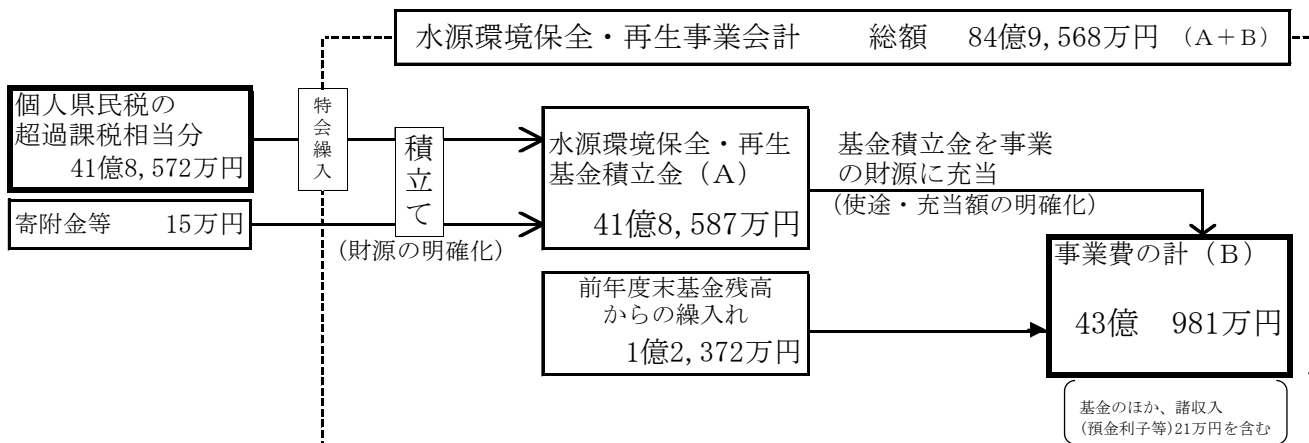 水源環境保全・再生事業会計　　総額　84億9,568万円 （A＋B）
個人県民税の
超過課税相当分
41億8,572万円
寄附金等　　15万円
特会繰入
積立て
(財源の明確化)
水源環境保全・再生
基金積立金（A）
41億8,587万円
基金積立金を事業
の財源に充当
(使途・充当額の明確化)
前年度末基金残高
からの繰入れ
1億2,372万円
事業費の計（B）
43億　981万円
基金のほか、諸収入
(預金利子等)21万円を含む